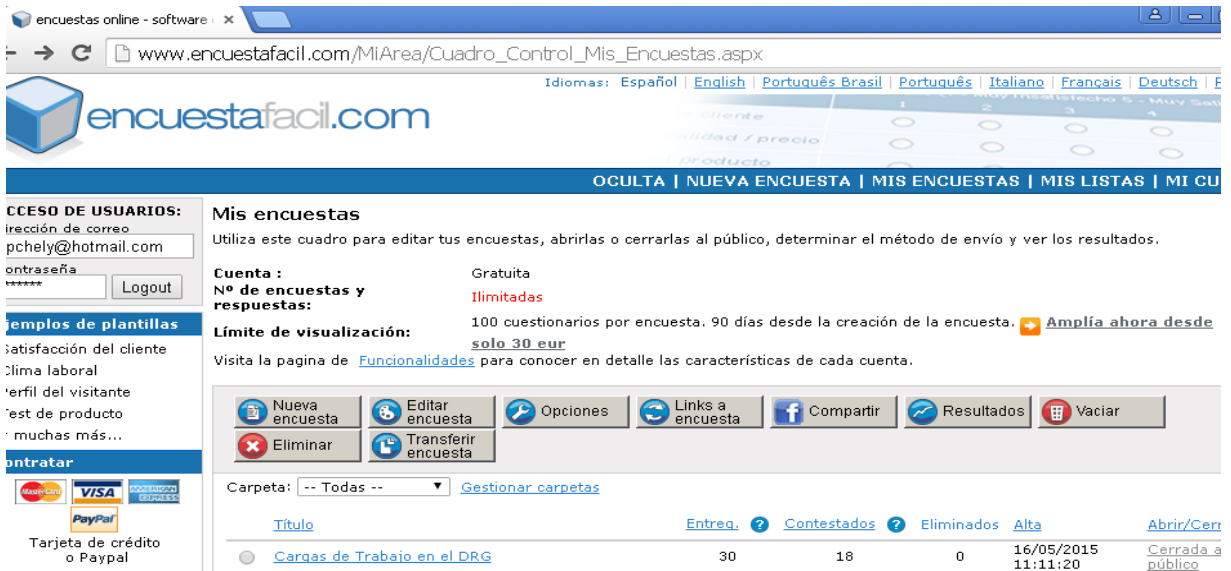 encuestas online - software
www.encuestafacil.com/MiArea/Cuadro_Control_Mis_Encuestas.aspx
Idiomas: Español | English | Português Brasil | Português | Italiano | Français | Deutsch |
encuestafacil.com
OCULTA | NUEVA ENCUESTA | MIS ENCUESTAS | MIS LISTAS | MI CU
CCESO DE USUARIOS:
irección de correo
pchely@hotmail.com
ontraseña
****** Logout
jemplos de plantillas
Satisfacción del cliente
Clima laboral
Perfil del visitante
Test de producto
muchas más...
ontratar
MasterCard VISA AMERICAN EXPRESS
PayPal
Tarjeta de crédito
o Paypal
Mis encuestas
Utiliza este cuadro para editar tus encuestas, abrirlas o cerrarlas al público, determinar el método de envío y ver los resultados.
Cuenta : Gratuita
Nº de encuestas y
respuestas: Ilimitadas
Límite de visualización: 100 cuestionarios por encuesta. 90 días desde la creación de la encuesta. Amplía ahora desde
solo 30 eur
Visita la pagina de Funcionalidades para conocer en detalle las características de cada cuenta.
Nueva encuesta Editar encuesta Opciones Links a encuesta Compartir Resultados Vaciar
Eliminar Transferir encuesta
Carpeta: -- Todas -- Gestionar carpetas
Título Entreg. Contestados Eliminados Alta Abrir/Cerr
Cargas de Trabajo en el DRG 30 18 0 16/05/2015 11:11:20 Cerrada a público